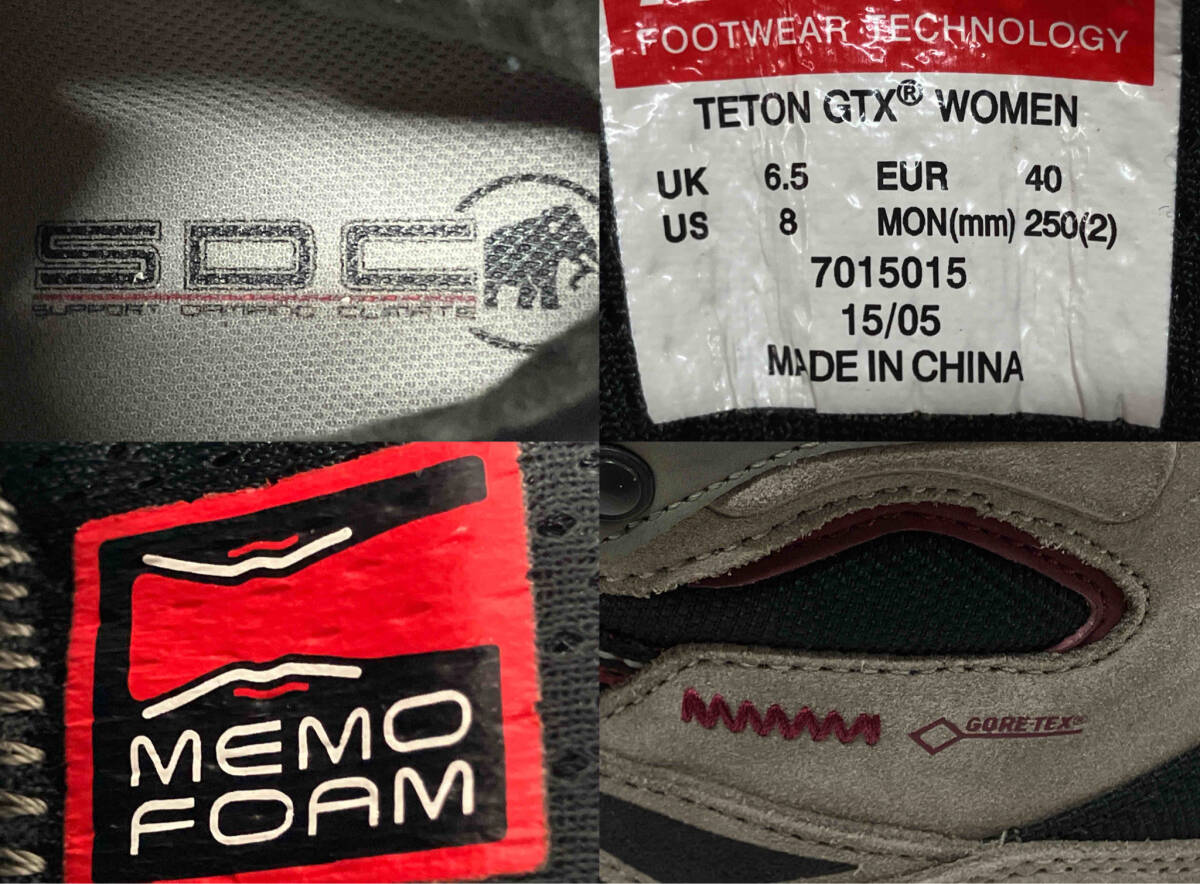 SDC
SUPPORT DAMPING CLIMATE
FOOTWEAR TECHNOLOGY
TETON GTX® WOMEN
UK 6.5 EUR 40
US 8 MON(mm) 250(2)
7015015
15/05
MADE IN CHINA
MEMO
FOAM
GORE-TEX®